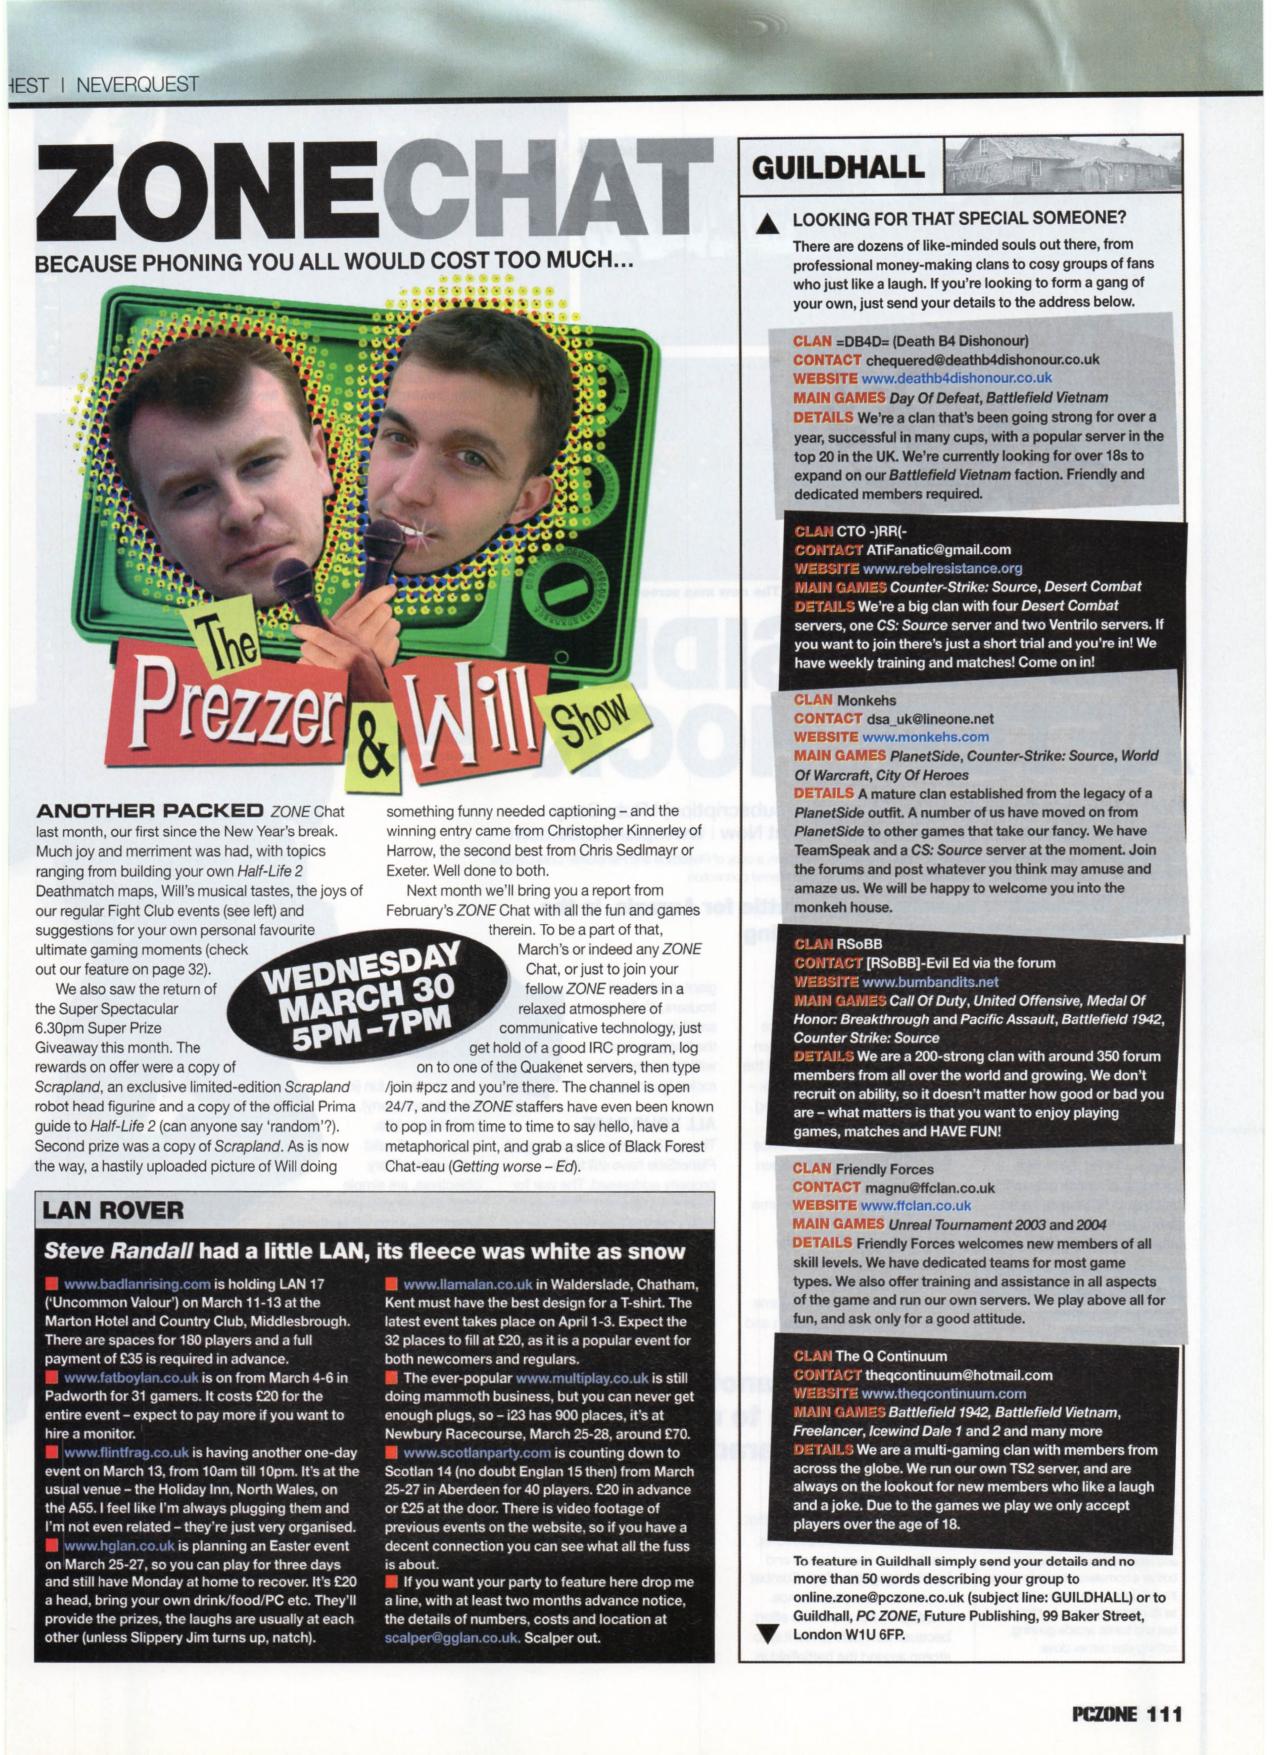 HEST | NEVERQUEST
ZONECHAT
BECAUSE PHONING YOU ALL WOULD COST TOO MUCH...
The
Prezzer
& Will
Show
ANOTHER PACKED ZONE Chat
last month, our first since the New Year's break.
Much joy and merriment was had, with topics
ranging from building your own Half-Life 2
Deathmatch maps, Will's musical tastes, the joys of
our regular Fight Club events (see left) and
suggestions for your own personal favourite
ultimate gaming moments (check
out our feature on page 32).
We also saw the return of
the Super Spectacular
6.30pm Super Prize
Giveaway this month. The
rewards on offer were a copy of
Scrapland, an exclusive limited-edition Scrapland
robot head figurine and a copy of the official Prima
guide to Half-Life 2 (can anyone say 'random'?).
Second prize was a copy of Scrapland. As is now
the way, a hastily uploaded picture of Will doing
something funny needed captioning – and the
winning entry came from Christopher Kinnerley of
Harrow, the second best from Chris Sedlmayr or
Exeter. Well done to both.
Next month we'll bring you a report from
February's ZONE Chat with all the fun and games
therein. To be a part of that,
March's or indeed any ZONE
Chat, or just to join your
fellow ZONE readers in a
relaxed atmosphere of
communicative technology, just
get hold of a good IRC program, log
on to one of the Quakenet servers, then type
/join #pcz and you're there. The channel is open
24/7, and the ZONE staffers have even been known
to pop in from time to time to say hello, have a
metaphorical pint, and grab a slice of Black Forest
Chat-eau (Getting worse – Ed).
WEDNESDAY
MARCH 30
5PM –7PM
LAN ROVER
Steve Randall had a little LAN, its fleece was white as snow
www.badlanrising.com is holding LAN 17
('Uncommon Valour') on March 11-13 at the
Marton Hotel and Country Club, Middlesbrough.
There are spaces for 180 players and a full
payment of £35 is required in advance.
www.fatboylan.co.uk is on from March 4-6 in
Padworth for 31 gamers. It costs £20 for the
entire event – expect to pay more if you want to
hire a monitor.
www.flintfrag.co.uk is having another one-day
event on March 13, from 10am till 10pm. It's at the
usual venue – the Holiday Inn, North Wales, on
the A55. I feel like I'm always plugging them and
I'm not even related – they're just very organised.
www.hglan.co.uk is planning an Easter event
on March 25-27, so you can play for three days
and still have Monday at home to recover. It's £20
a head, bring your own drink/food/PC etc. They'll
provide the prizes, the laughs are usually at each
other (unless Slippery Jim turns up, natch).
www.llamalan.co.uk in Walderslade, Chatham,
Kent must have the best design for a T-shirt. The
latest event takes place on April 1-3. Expect the
32 places to fill at £20, as it is a popular event for
both newcomers and regulars.
The ever-popular www.multiplay.co.uk is still
doing mammoth business, but you can never get
enough plugs, so – i23 has 900 places, it's at
Newbury Racecourse, March 25-28, around £70.
www.scotlanparty.com is counting down to
Scotlan 14 (no doubt Englan 15 then) from March
25-27 in Aberdeen for 40 players. £20 in advance
or £25 at the door. There is video footage of
previous events on the website, so if you have a
decent connection you can see what all the fuss
is about.
If you want your party to feature here drop me
a line, with at least two months advance notice,
the details of numbers, costs and location at
scalper@gglan.co.uk. Scalper out.
GUILDHALL
LOOKING FOR THAT SPECIAL SOMEONE?
There are dozens of like-minded souls out there, from
professional money-making clans to cosy groups of fans
who just like a laugh. If you're looking to form a gang of
your own, just send your details to the address below.
CLAN =DB4D= (Death B4 Dishonour)
CONTACT chequered@deathb4dishonour.co.uk
WEBSITE www.deathb4dishonour.co.uk
MAIN GAMES Day Of Defeat, Battlefield Vietnam
DETAILS We're a clan that's been going strong for over a
year, successful in many cups, with a popular server in the
top 20 in the UK. We're currently looking for over 18s to
expand on our Battlefield Vietnam faction. Friendly and
dedicated members required.
CLAN CTO -)RR(-
CONTACT ATiFanatic@gmail.com
WEBSITE www.rebelresistance.org
MAIN GAMES Counter-Strike: Source, Desert Combat
DETAILS We're a big clan with four Desert Combat
servers, one CS: Source server and two Ventrilo servers. If
you want to join there's just a short trial and you're in! We
have weekly training and matches! Come on in!
CLAN Monkehs
CONTACT dsa_uk@lineone.net
WEBSITE www.monkehs.com
MAIN GAMES PlanetSide, Counter-Strike: Source, World
Of Warcraft, City Of Heroes
DETAILS A mature clan established from the legacy of a
PlanetSide outfit. A number of us have moved on from
PlanetSide to other games that take our fancy. We have
TeamSpeak and a CS: Source server at the moment. Join
the forums and post whatever you think may amuse and
amaze us. We will be happy to welcome you into the
monkeh house.
CLAN RSoBB
CONTACT [RSoBB]-Evil Ed via the forum
WEBSITE www.bumbandits.net
MAIN GAMES Call Of Duty, United Offensive, Medal Of
Honor: Breakthrough and Pacific Assault, Battlefield 1942,
Counter Strike: Source
DETAILS We are a 200-strong clan with around 350 forum
members from all over the world and growing. We don't
recruit on ability, so it doesn't matter how good or bad you
are – what matters is that you want to enjoy playing
games, matches and HAVE FUN!
CLAN Friendly Forces
CONTACT magnu@ffclan.co.uk
WEBSITE www.ffclan.co.uk
MAIN GAMES Unreal Tournament 2003 and 2004
DETAILS Friendly Forces welcomes new members of all
skill levels. We have dedicated teams for most game
types. We also offer training and assistance in all aspects
of the game and run our own servers. We play above all for
fun, and ask only for a good attitude.
CLAN The Q Continuum
CONTACT theqcontinuum@hotmail.com
WEBSITE www.theqcontinuum.com
MAIN GAMES Battlefield 1942, Battlefield Vietnam,
Freelancer, Icewind Dale 1 and 2 and many more
DETAILS We are a multi-gaming clan with members from
across the globe. We run our own TS2 server, and are
always on the lookout for new members who like a laugh
and a joke. Due to the games we play we only accept
players over the age of 18.
To feature in Guildhall simply send your details and no
more than 50 words describing your group to
online.zone@pczone.co.uk (subject line: GUILDHALL) or to
Guildhall, PC ZONE, Future Publishing, 99 Baker Street,
London W1U 6FP.
PCZONE 111